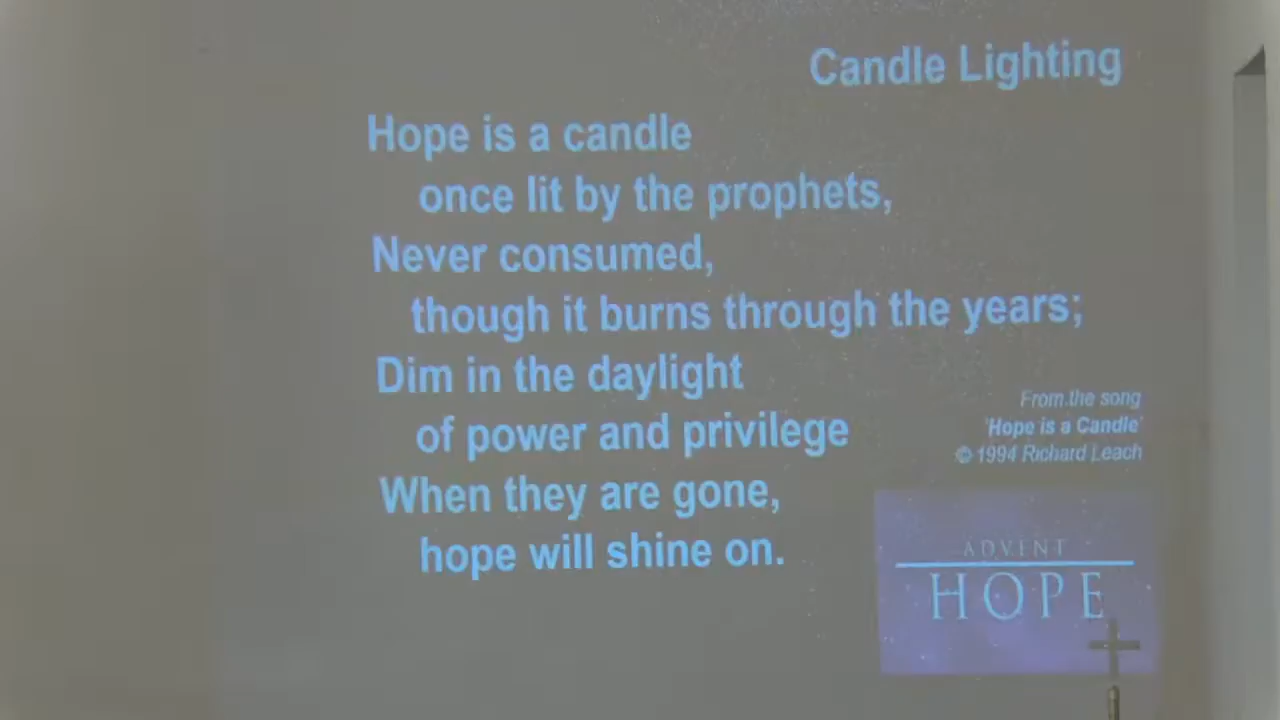 Candle Lighting
Hope is a candle
once lit by the prophets,
Never consumed,
though it burns through the years;
Dim in the daylight
of power and privilege
When they are gone,
hope will shine on.
From the song
'Hope is a Candle'
© 1994 Richard Leach
ADVENT
HOPE